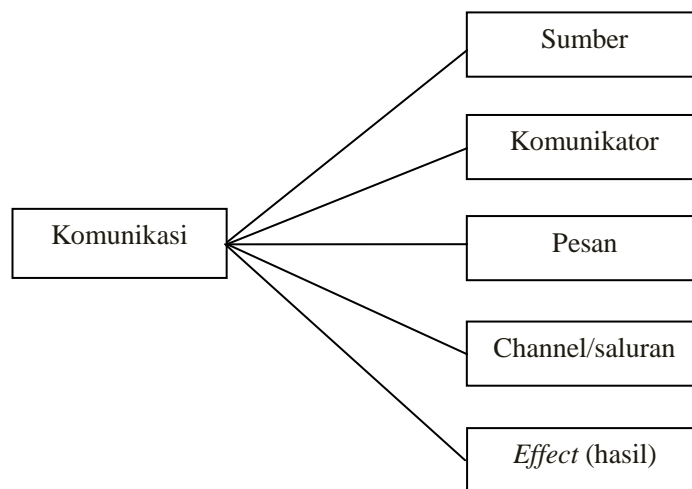 Sumber
Komunikator
Komunikasi
Pesan
Channel/saluran
Effect (hasil)